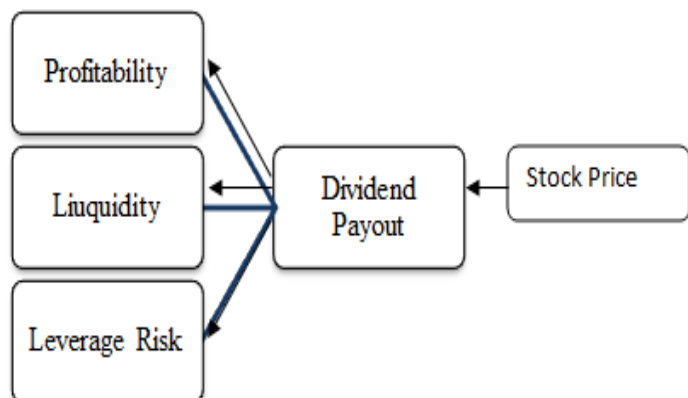 Profitability
Liuquidity
Dividend
Payout
Stock Price
Leverage Risk